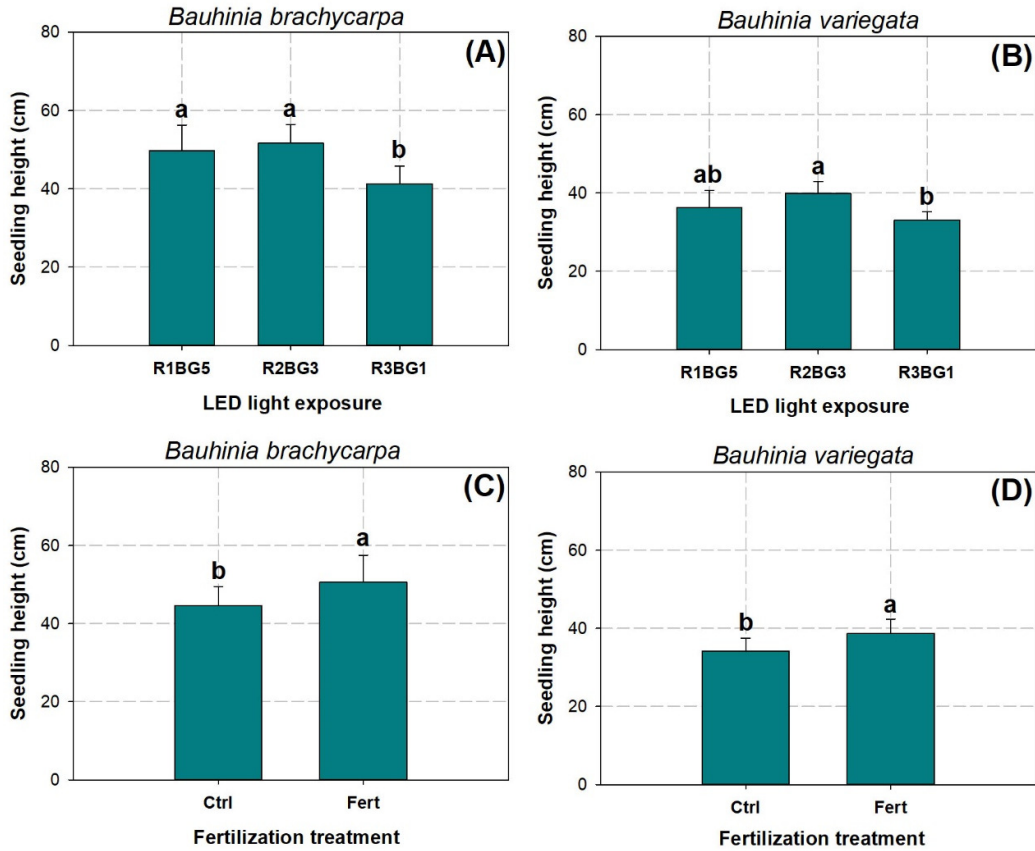 Bauhinia brachycarpa
(A)
Seedling height (cm)
80
60
40
20
0
a
a
b
R1BG5 R2BG3 R3BG1
LED light exposure
Bauhinia variegata
(B)
Seedling height (cm)
80
60
40
20
0
ab
a
b
R1BG5 R2BG3 R3BG1
LED light exposure
Bauhinia brachycarpa
(C)
Seedling height (cm)
80
60
40
20
0
b
a
Ctrl Fert
Fertilization treatment
Bauhinia variegata
(D)
Seedling height (cm)
80
60
40
20
0
b
a
Ctrl Fert
Fertilization treatment